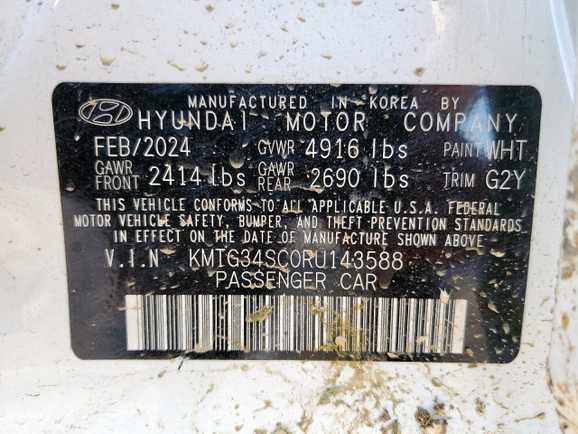 MANUFACTURED IN KOREA BY
HYUNDAI MOTOR COMPANY
FEB/2024 GVWR 4916 lbs PAINT WHT
GAWR FRONT 2414 lbs GAWR REAR 2690 lbs TRIM G2Y
THIS VEHICLE CONFORMS TO ALL APPLICABLE U.S.A. FEDERAL
MOTOR VEHICLE SAFETY, BUMPER, AND THEFT PREVENTION STANDARDS
IN EFFECT ON THE DATE OF MANUFACTURE SHOWN ABOVE
V.I.N KMTG34SC0RU143588
PASSENGER CAR